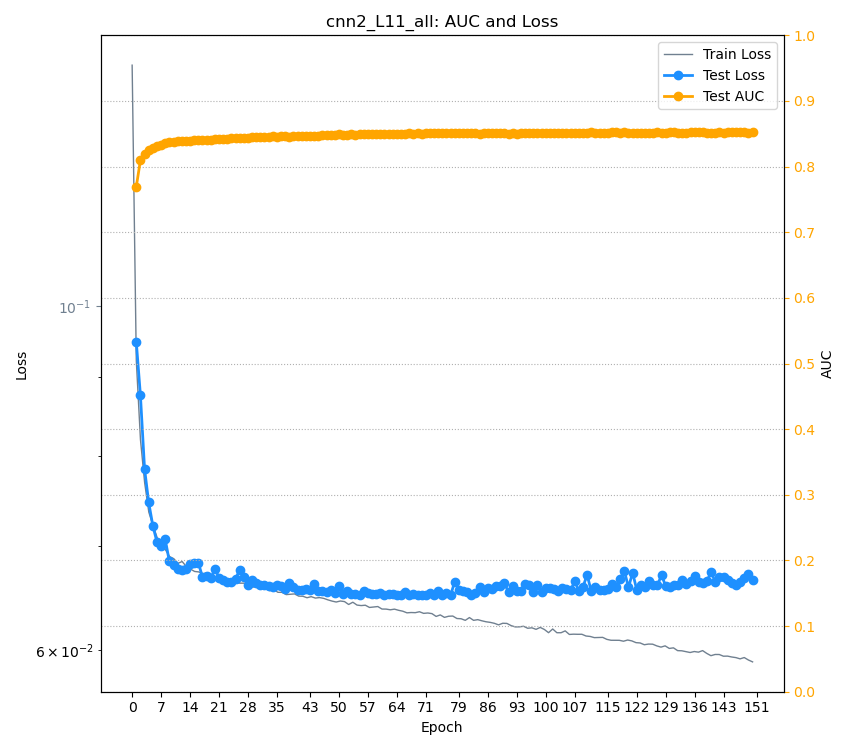 cnn2_L11_all: AUC and Loss
Train Loss
Test Loss
Test AUC
Loss
10⁻¹
6 × 10⁻²
1.0
0.9
0.8
0.7
0.6
0.5
0.4
0.3
0.2
0.1
0.0
AUC
0 7 14 21 28 35 43 50 57 64 71 79 86 93 100 107 115 122 129 136 143 151
Epoch